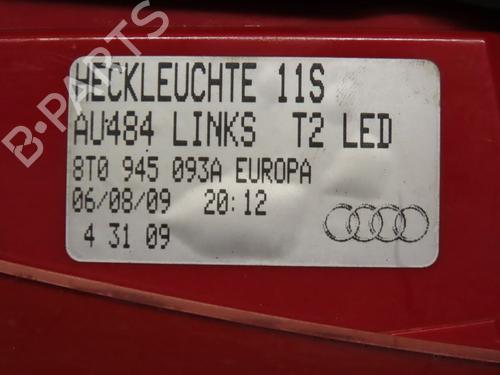 B-PARTS
HECKLEUCHTE 11S
AU484 LINKS T2 LED
8T0 945 093A EUROPA
06/08/09 20:12
4 31 09